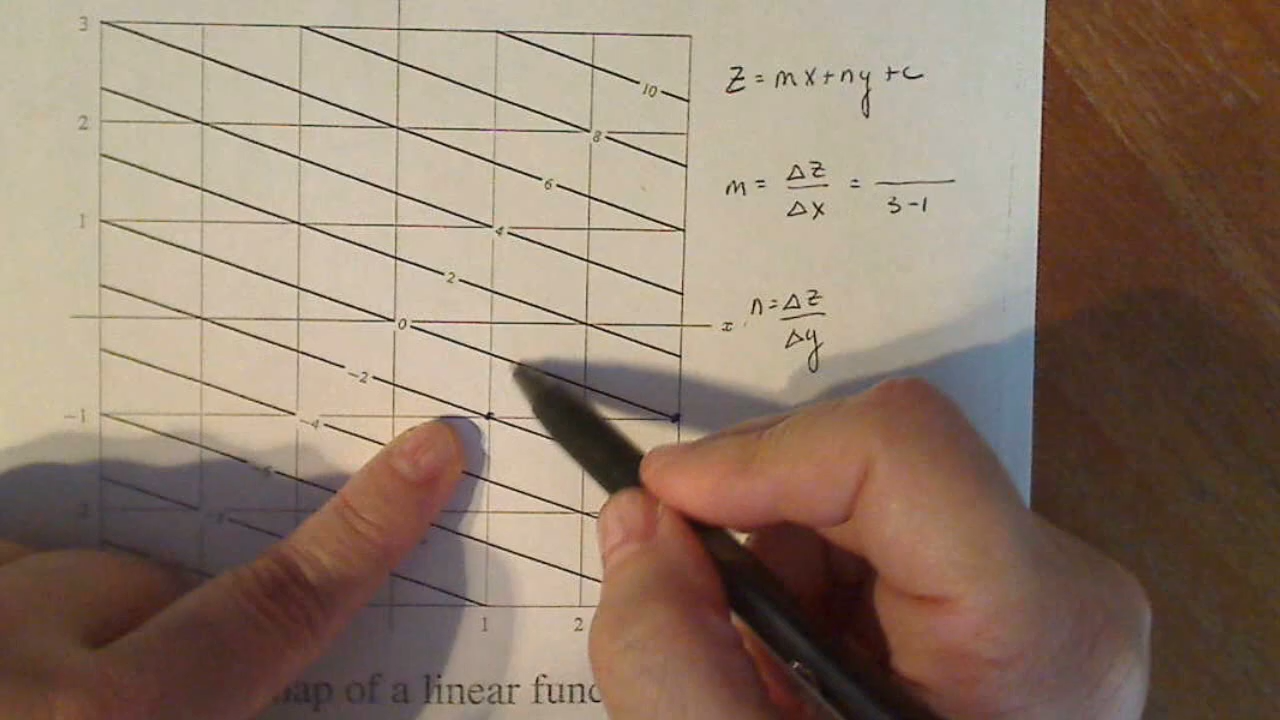 3
10
z = mx+ny+c
2
8
6
m = Δz/Δx = /3-1
1
4
2
n = Δz/Δy
0
x
-2
-1
-4
1 2
map of a linear func